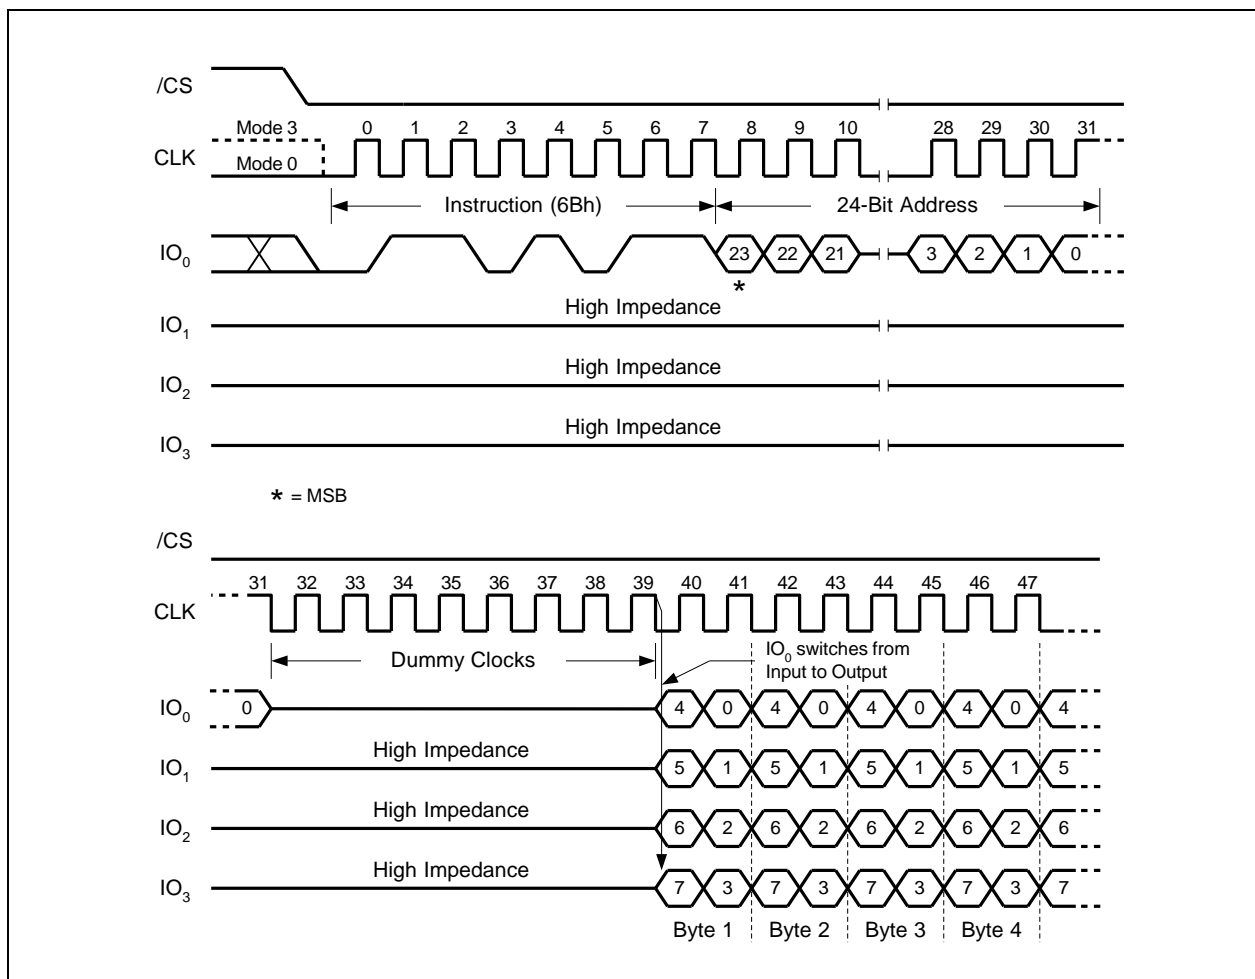 /CS
Mode 3 0 1 2 3 4 5 6 7 8 9 10 28 29 30 31
CLK
Mode 0
Instruction (6Bh) 24-Bit Address
IO0 23 22 21 3 2 1 0
*
High Impedance
IO1
High Impedance
IO2
High Impedance
IO3
* = MSB
/CS
31 32 33 34 35 36 37 38 39 40 41 42 43 44 45 46 47
CLK
IO0 switches from
Dummy Clocks Input to Output
IO0 0 4 0 4 0 4 0 4 0 4
High Impedance
IO1 5 1 5 1 5 1 5 1 5
High Impedance
IO2 6 2 6 2 6 2 6 2 6
High Impedance
IO3 7 3 7 3 7 3 7 3 7
Byte 1 Byte 2 Byte 3 Byte 4